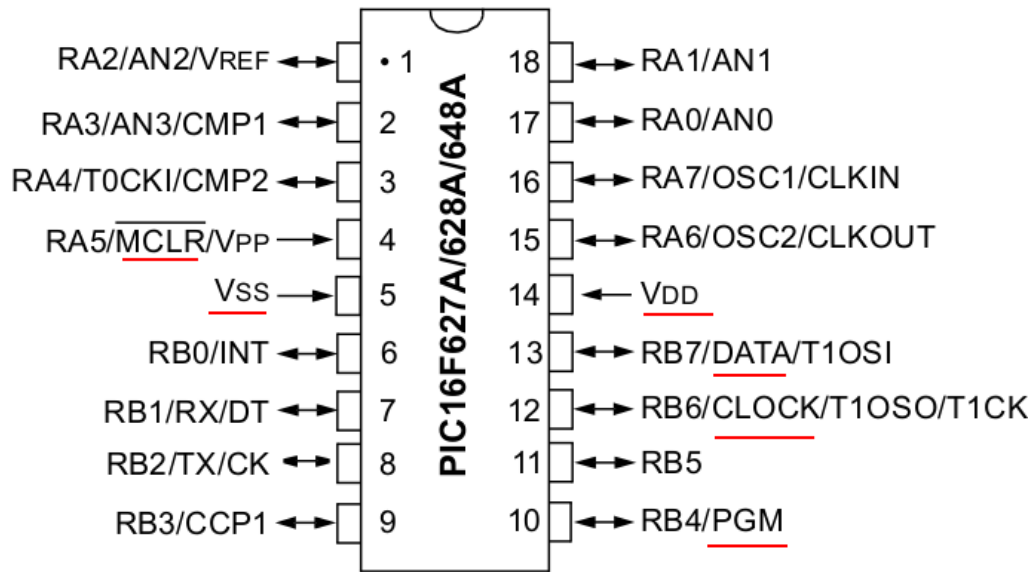 RA2/AN2/VREF
RA3/AN3/CMP1
RA4/T0CKI/CMP2
RA5/MCLR/VPP
VSS
RB0/INT
RB1/RX/DT
RB2/TX/CK
RB3/CCP1
• 1
2
3
4
5
6
7
8
9
PIC16F627A/628A/648A
18
17
16
15
14
13
12
11
10
RA1/AN1
RA0/AN0
RA7/OSC1/CLKIN
RA6/OSC2/CLKOUT
VDD
RB7/DATA/T1OSI
RB6/CLOCK/T1OSO/T1CK
RB5
RB4/PGM